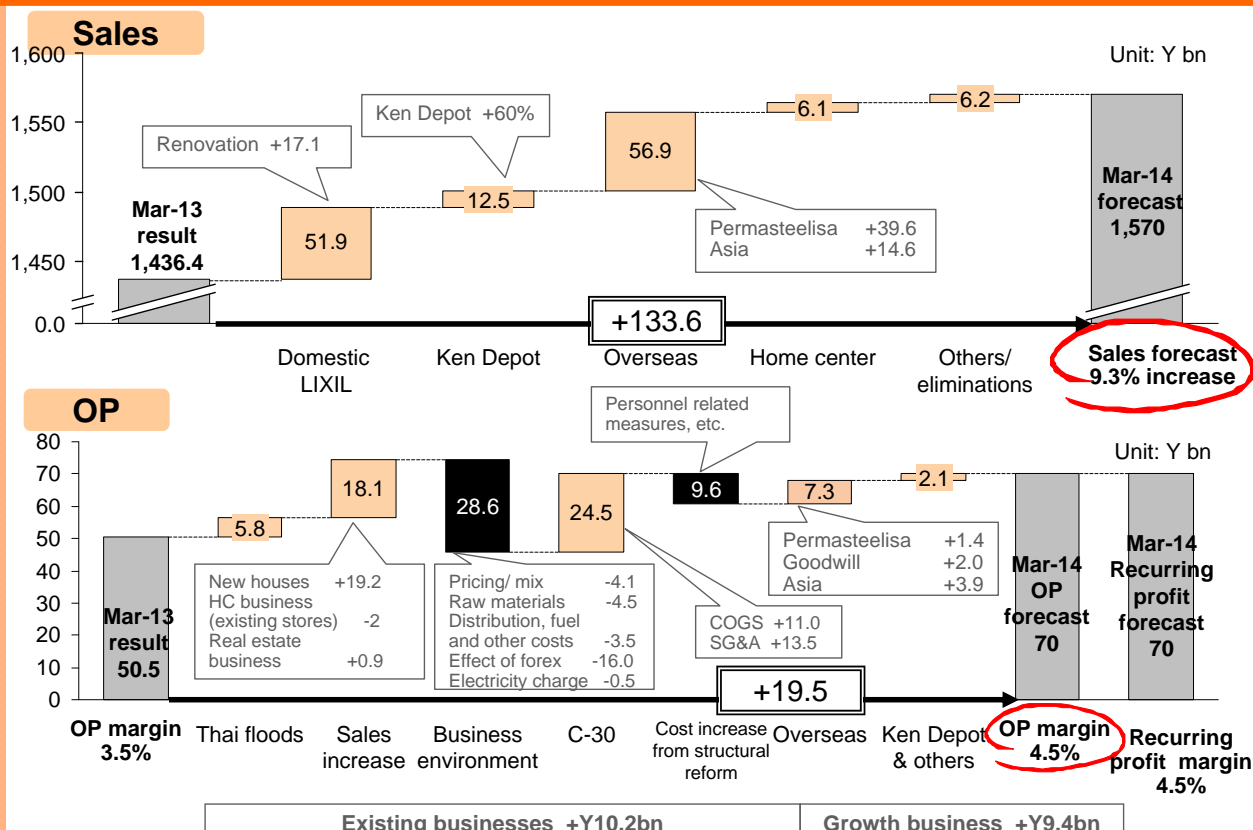 Sales
Unit: Y bn
1,600
1,550
1,500
1,450
0.0
Mar-13
result
1,436.4
Renovation +17.1
51.9
Ken Depot +60%
12.5
56.9
Permasteelisa +39.6
Asia +14.6
6.1
6.2
Mar-14
forecast
1,570
+133.6
Domestic
LIXIL
Ken Depot
Overseas
Home center
Others/
eliminations
Sales forecast
9.3% increase
OP
Unit: Y bn
80
70
60
50
40
30
20
10
0
Mar-13
result
50.5
5.8
18.1
New houses +19.2
HC business
(existing stores) -2
Real estate
business +0.9
28.6
Pricing/ mix -4.1
Raw materials -4.5
Distribution, fuel
and other costs -3.5
Effect of forex -16.0
Electricity charge -0.5
24.5
COGS +11.0
SG&A +13.5
Personnel related
measures, etc.
9.6
7.3
Permasteelisa +1.4
Goodwill +2.0
Asia +3.9
2.1
Mar-14
OP
forecast
70
Mar-14
Recurring
profit
forecast
70
+19.5
OP margin
3.5%
Thai floods
Sales
increase
Business
environment
C-30
Cost increase
from structural
reform
Overseas
Ken Depot
& others
OP margin
4.5%
Recurring
profit margin
4.5%
Existing businesses +Y10.2bn
Growth business +Y9.4bn